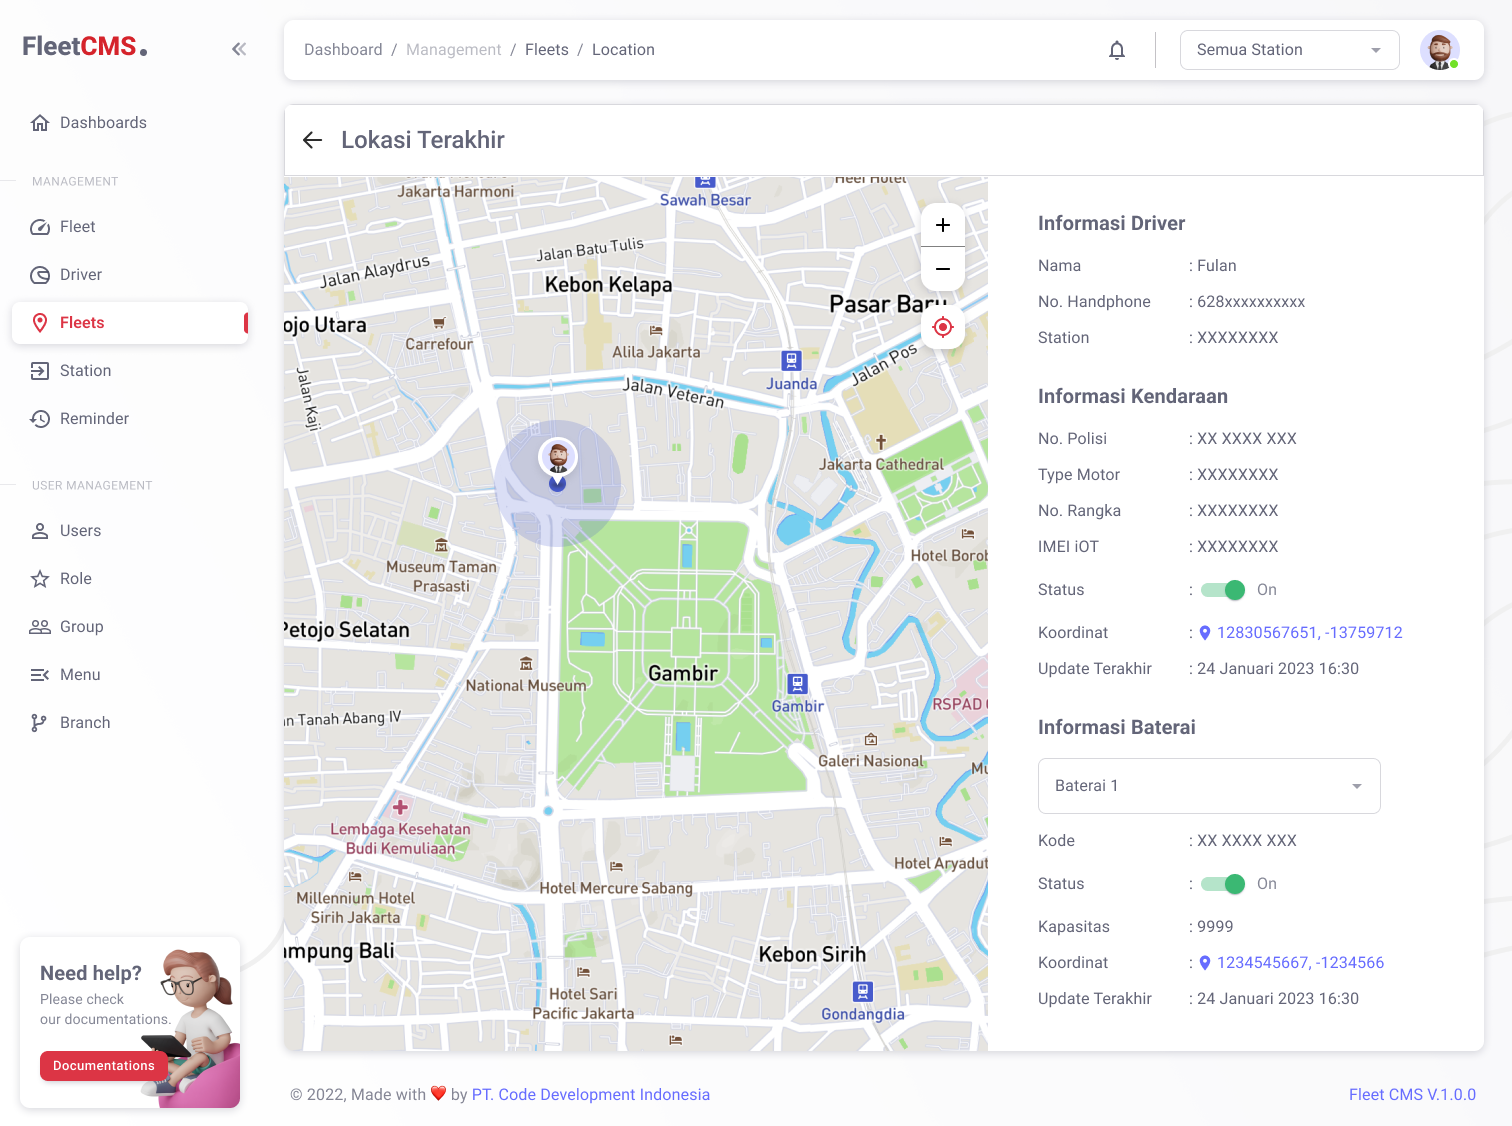 FleetCMS.
Dashboards
MANAGEMENT
Fleet
Driver
Fleets
Station
Reminder
USER MANAGEMENT
Users
Role
Group
Menu
Branch
Need help?
Please check
our documentations.
Documentations
Dashboard / Management / Fleets / Location
Semua Station
Lokasi Terakhir
Jakarta Harmoni
Sawah Besar
Heel Hotel
Jalan Batu Tulis
Jalan Alaydrus
Kebon Kelapa
Pasar Baru
ojo Utara
Carrefour
Alila Jakarta
Juanda
Jalan Pos
Jalan Kaji
Jalan Veteran
Jakarta Cathedral
Museum Taman
Prasasti
Hotel Borob
Petojo Selatan
National Museum
Gambir
Gambir
RSPAD
n Tanah Abang IV
Galeri Nasional
Mu
Lembaga Kesehatan
Budi Kemuliaan
Hotel Aryadut
Hotel Mercure Sabang
Millennium Hotel
Sirih Jakarta
ampung Bali
Kebon Sirih
Hotel Sari
Pacific Jakarta
Gondangdia
+
−
Informasi Driver
Nama : Fulan
No. Handphone : 628xxxxxxxxxx
Station : XXXXXXXX
Informasi Kendaraan
No. Polisi : XX XXXX XXX
Type Motor : XXXXXXXX
No. Rangka : XXXXXXXX
IMEI iOT : XXXXXXXX
Status : On
Koordinat : 12830567651, -13759712
Update Terakhir : 24 Januari 2023 16:30
Informasi Baterai
Baterai 1
Kode : XX XXXX XXX
Status : On
Kapasitas : 9999
Koordinat : 1234545667, -1234566
Update Terakhir : 24 Januari 2023 16:30
© 2022, Made with ❤️ by PT. Code Development Indonesia
Fleet CMS V.1.0.0